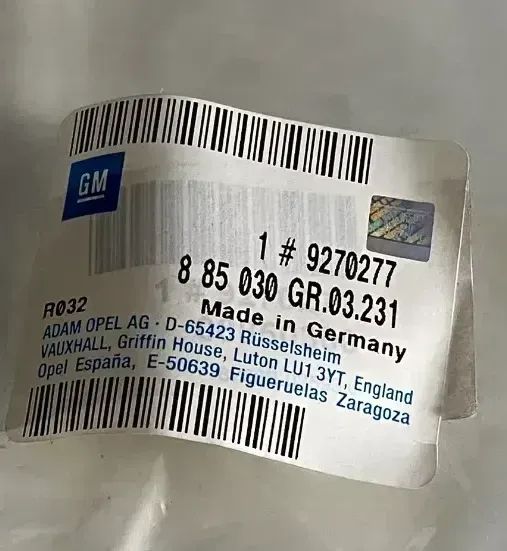 GM
1 # 9270277
8 85 030 GR.03.231
Made in Germany
R032
ADAM OPEL AG · D-65423 Rüsselsheim
VAUXHALL, Griffin House, Luton LU1 3YT, England
Opel España, E-50639 Figueruelas Zaragoza